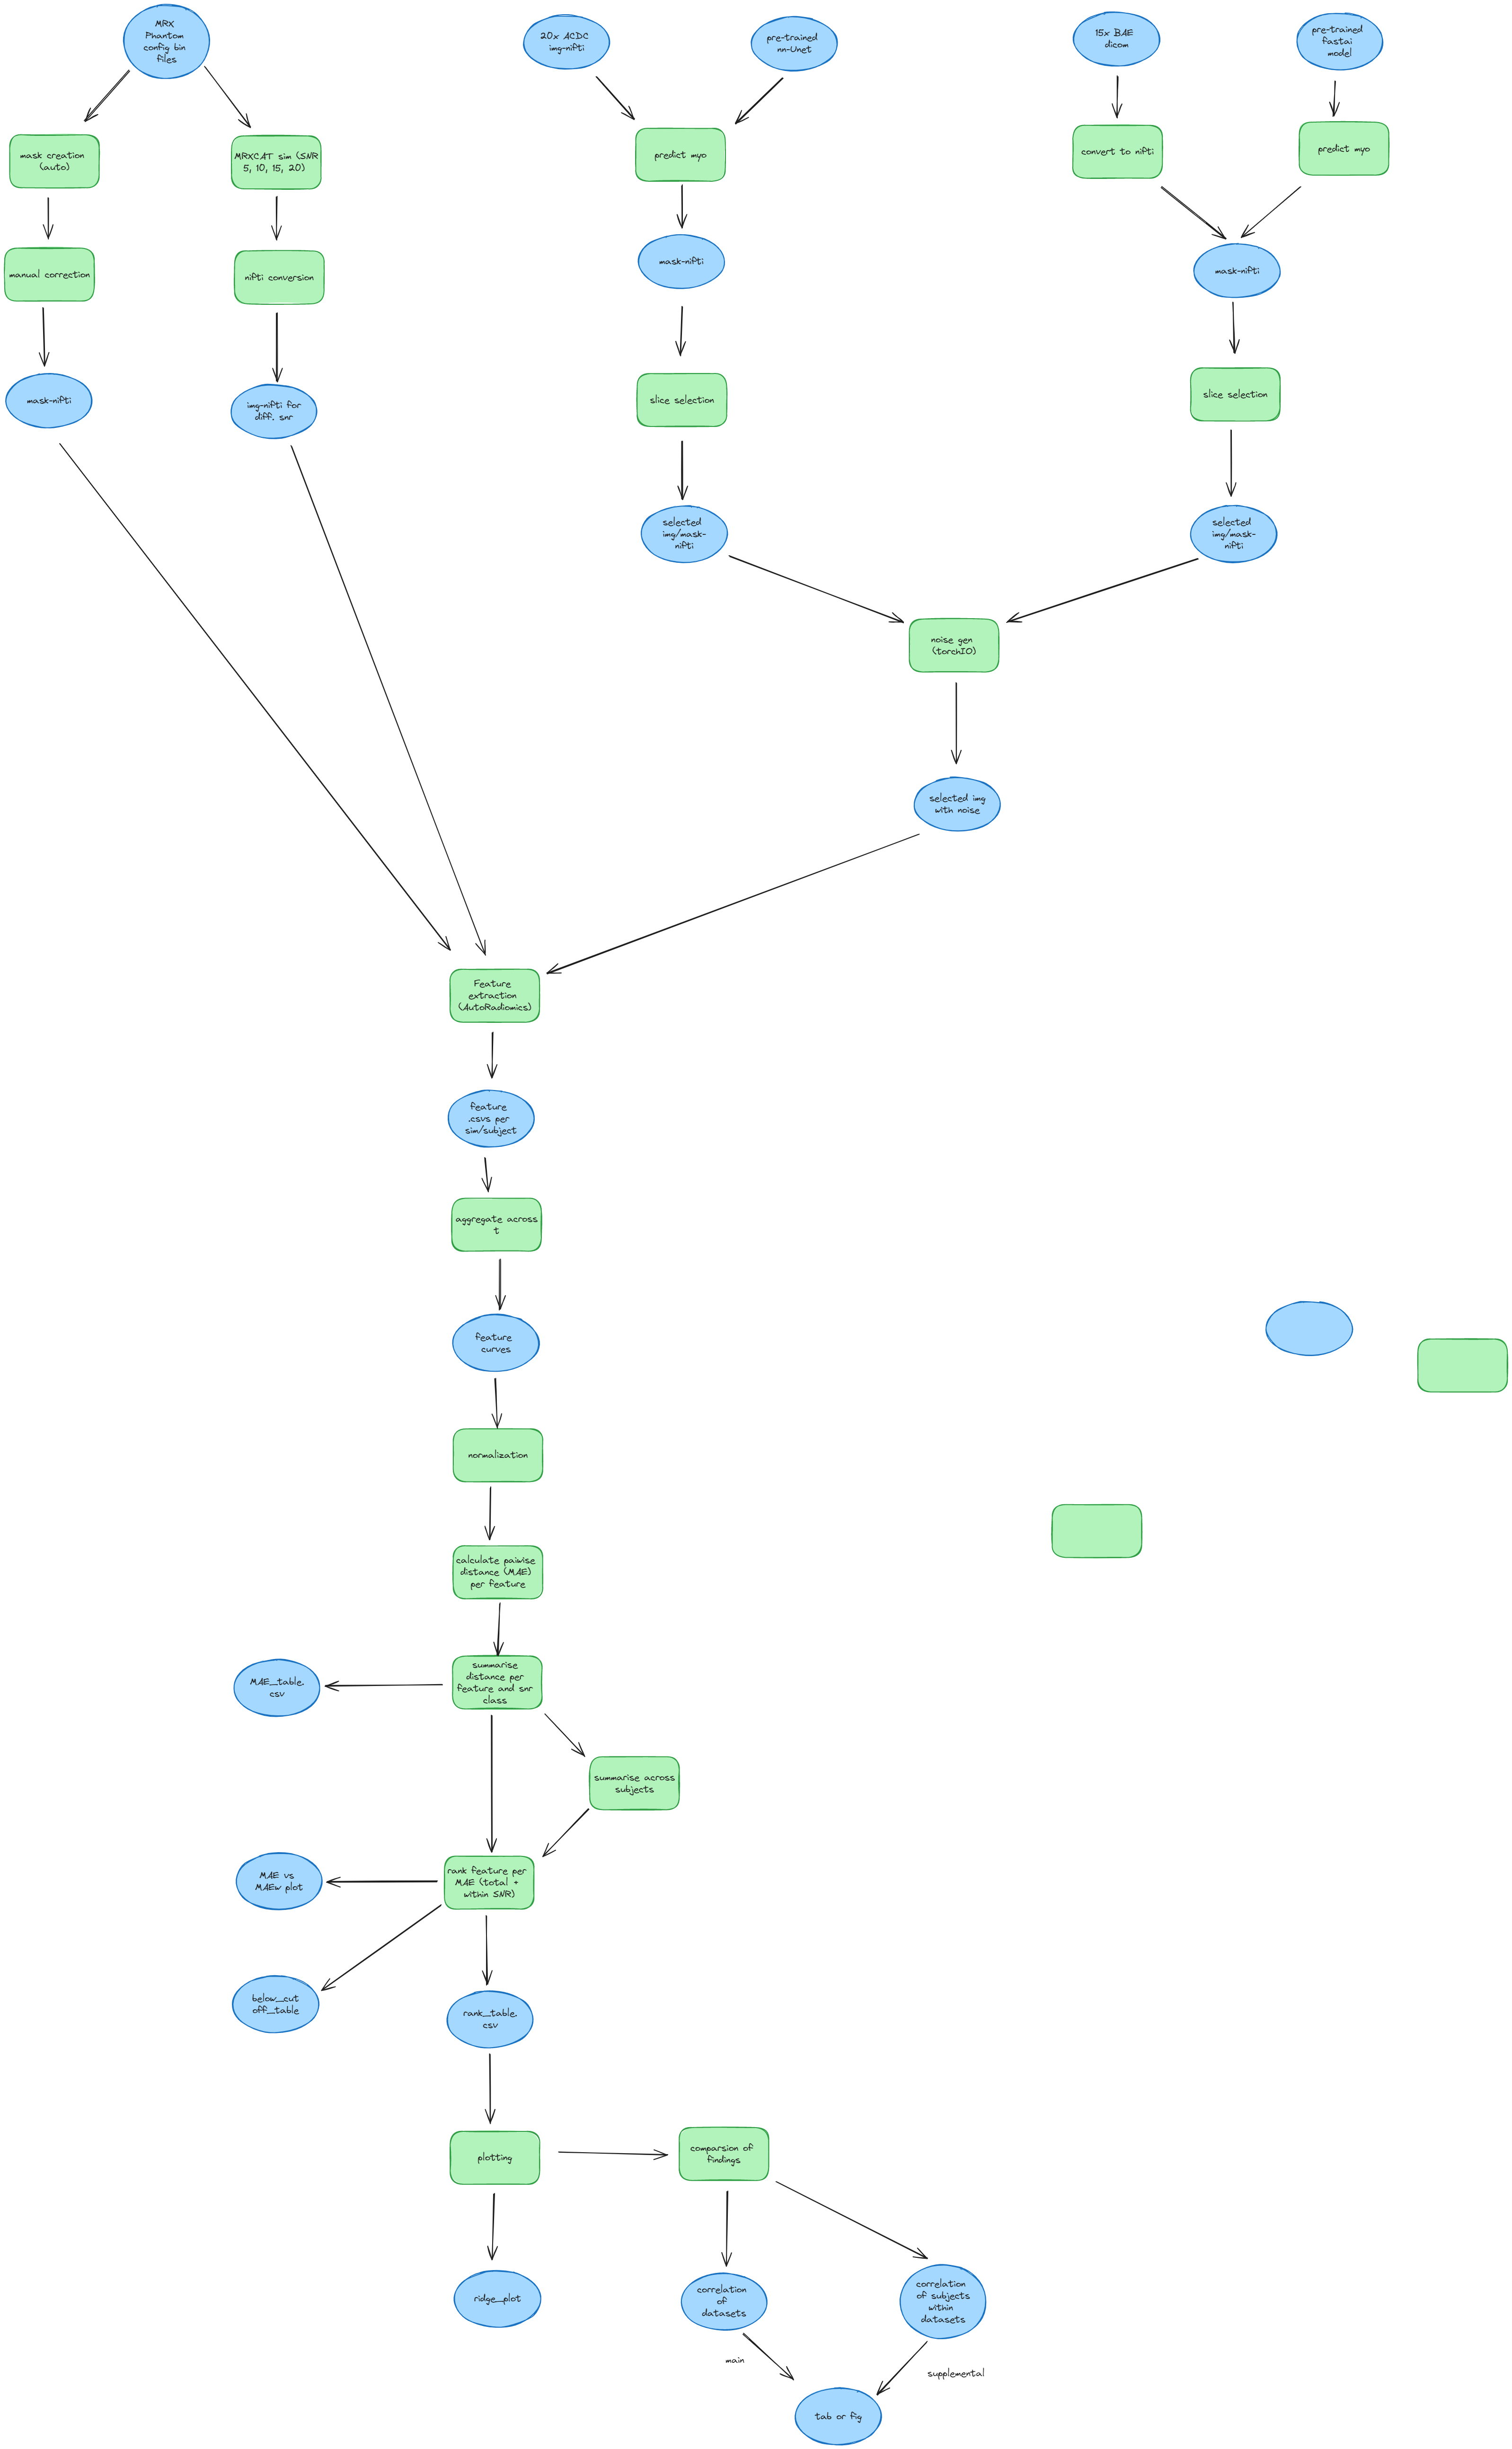 MRX
Phantom
config bin
files
20x ACDC
img-nifti
pre-trained
nn-Unet
15x BAE
dicom
pre-trained
fastai
model
mask creation
(auto)
MRXCAT sim (SNR
5, 10, 15, 20)
predict myo
convert to nifti
predict myo
manual correction
nifti conversion
mask-nifti
mask-nifti
mask-nifti
img-nifti for
diff. snr
slice selection
slice selection
selected
img/mask-
nifti
selected
img/mask-
nifti
noise gen
(torchIO)
selected img
with noise
Feature
extraction
(AutoRadiomics)
feature
.csvs per
sim/subject
aggregate across
t
feature
curves
normalization
calculate paiwise
distance (MAE)
per feature
summarise
distance per
feature and snr
class
MAE_table.
csv
summarise across
subjects
rank feature per
MAE (total +
within SNR)
MAE vs
MAEw plot
below_cut
off_table
rank_table.
csv
plotting
comparsion of
findings
ridge_plot
correlation
of
datasets
correlation
of subjects
within
datasets
main
supplemental
tab or fig